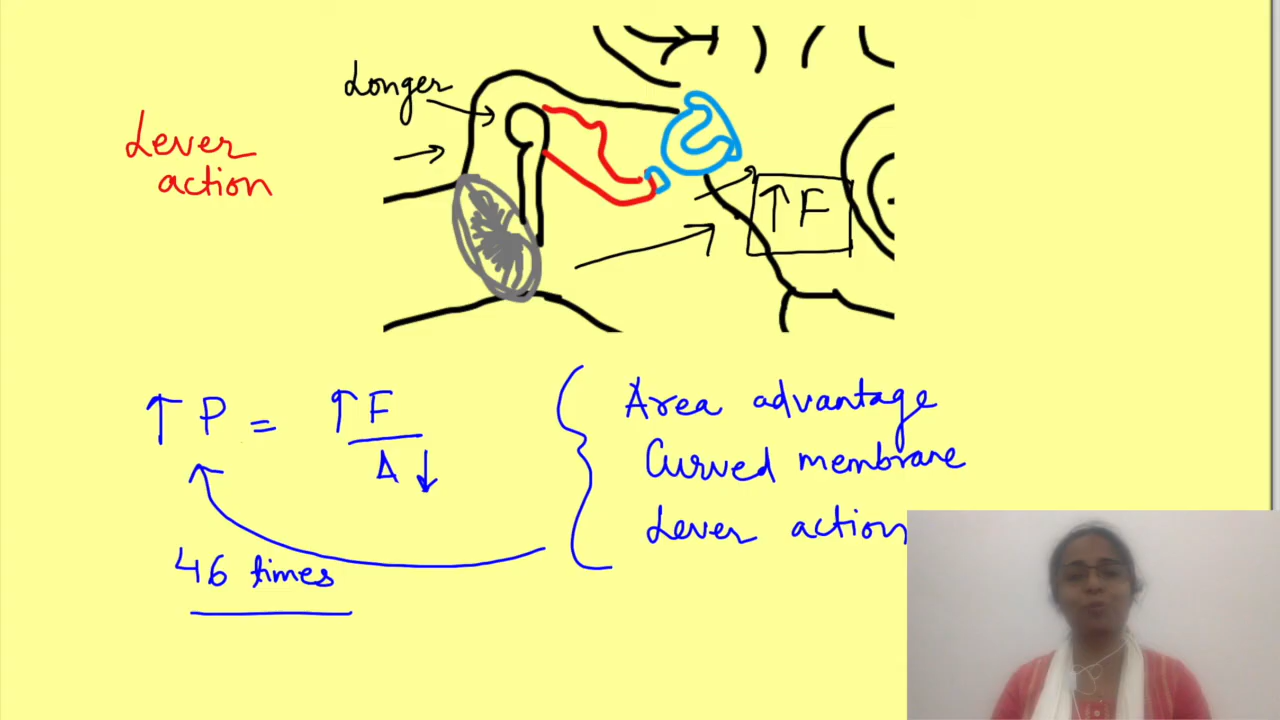 Longer
Lever
action
↑ F
↑ P = ↑ F
A ↓
Area advantage
Curved membrane
Lever action
46 times